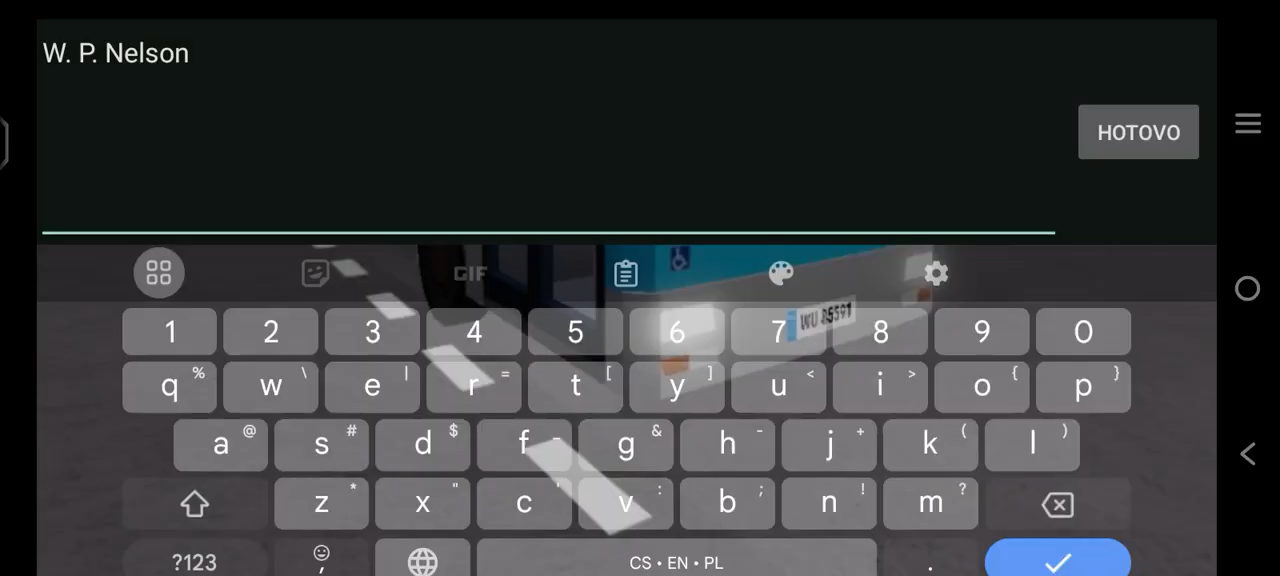 W. P. Nelson
HOTOVO
GIF
1 2 3 4 5 6 7 8 9 0
q % w \ e | r = t [ y ] u < i > o { p }
a @ s # d $ f _ g & h - j + k ( l )
z * x " c ' v : b ; n ! m ?
?123 , CS • EN • PL .